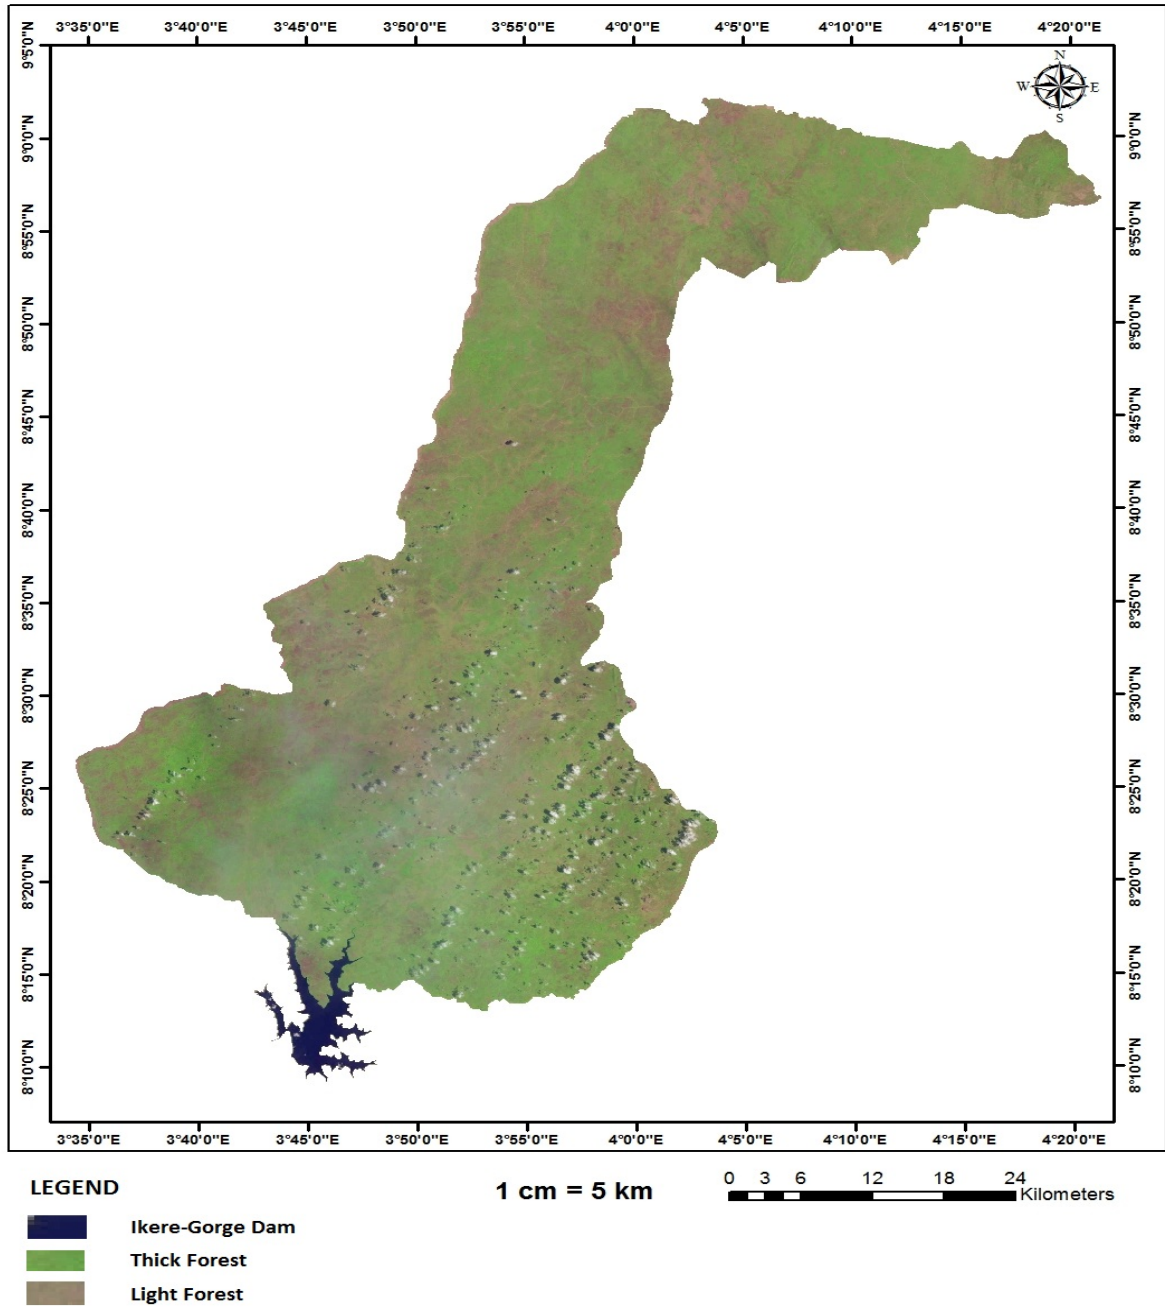 3°35'0"E 3°40'0"E 3°45'0"E 3°50'0"E 3°55'0"E 4°0'0"E 4°5'0"E 4°10'0"E 4°15'0"E 4°20'0"E
N
W E
S
9°5'0"N
9°0'0"N 9°0'0"N
8°55'0"N 8°55'0"N
8°50'0"N 8°50'0"N
8°45'0"N 8°45'0"N
8°40'0"N 8°40'0"N
8°35'0"N 8°35'0"N
8°30'0"N 8°30'0"N
8°25'0"N 8°25'0"N
8°20'0"N 8°20'0"N
8°15'0"N 8°15'0"N
8°10'0"N 8°10'0"N
3°35'0"E 3°40'0"E 3°45'0"E 3°50'0"E 3°55'0"E 4°0'0"E 4°5'0"E 4°10'0"E 4°15'0"E 4°20'0"E
LEGEND
1 cm = 5 km
0 3 6 12 18 24
Kilometers
Ikere-Gorge Dam
Thick Forest
Light Forest